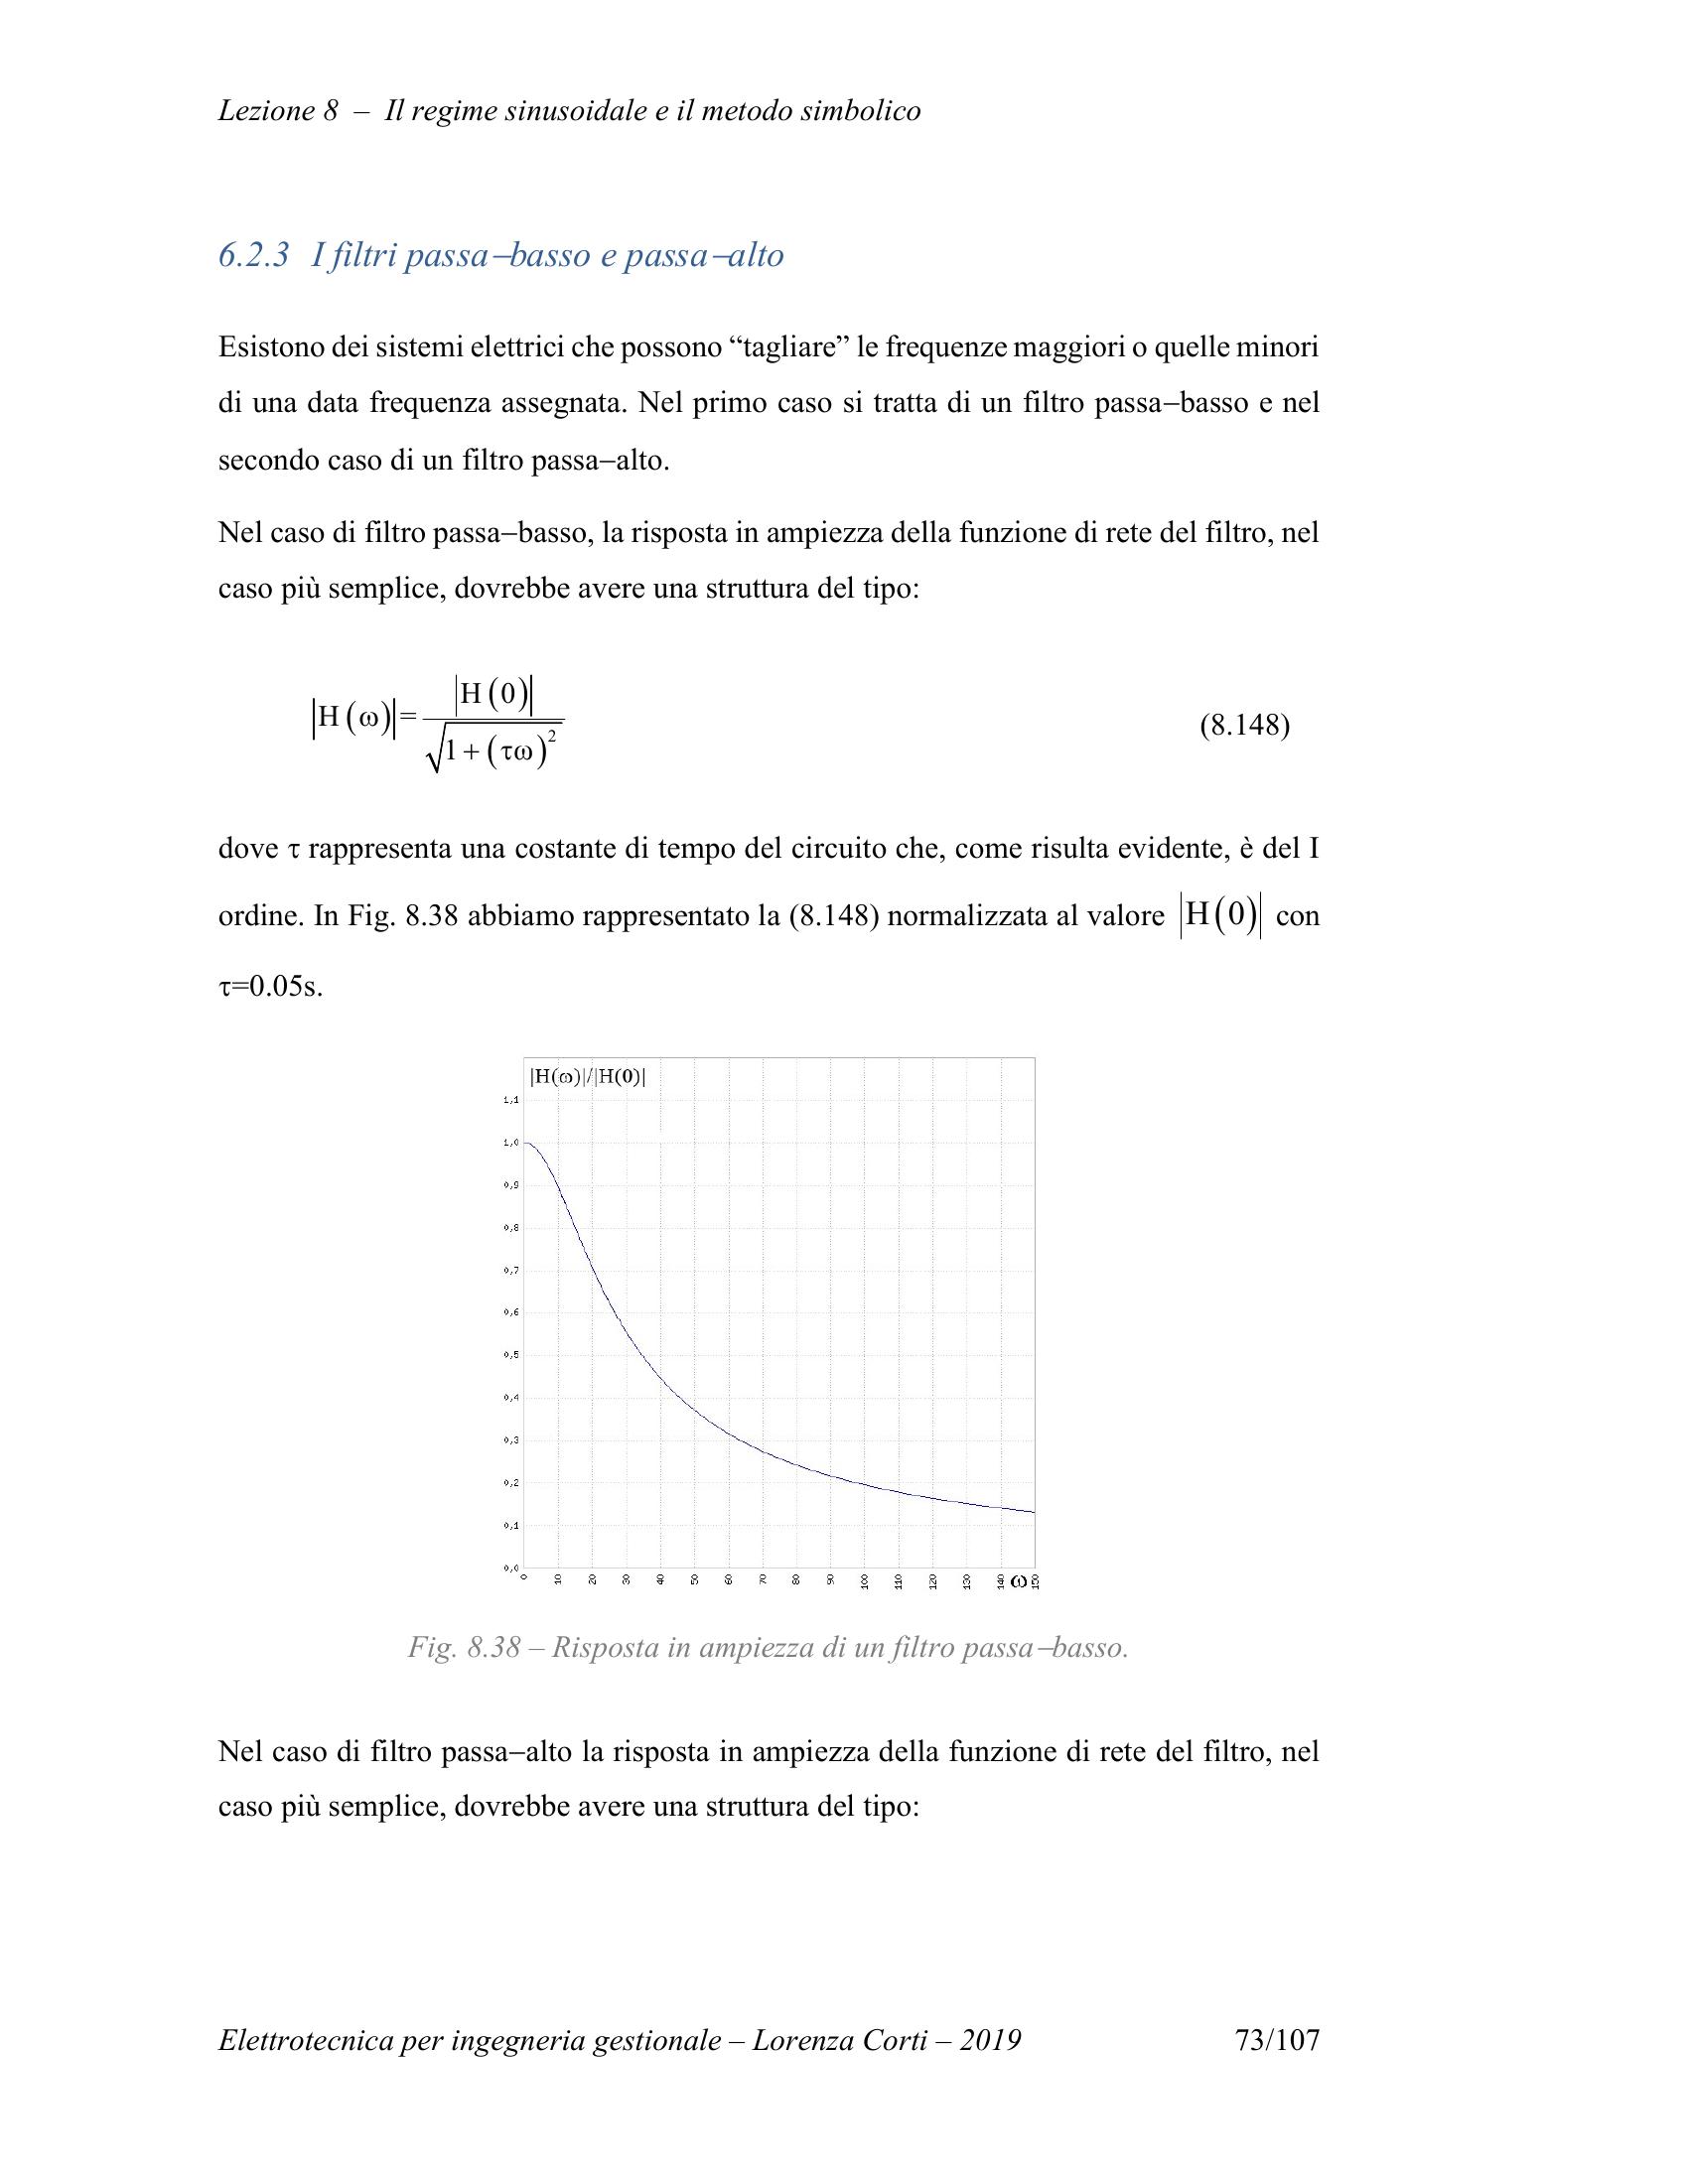 Lezione 8 – Il regime sinusoidale e il metodo simbolico
6.2.3 I filtri passa–basso e passa–alto
Esistono dei sistemi elettrici che possono “tagliare” le frequenze maggiori o quelle minori
di una data frequenza assegnata. Nel primo caso si tratta di un filtro passa–basso e nel
secondo caso di un filtro passa–alto.
Nel caso di filtro passa–basso, la risposta in ampiezza della funzione di rete del filtro, nel
caso più semplice, dovrebbe avere una struttura del tipo:
|H(ω)|= |H(0)| / √(1+(τω)²) (8.148)
dove τ rappresenta una costante di tempo del circuito che, come risulta evidente, è del I
ordine. In Fig. 8.38 abbiamo rappresentato la (8.148) normalizzata al valore |H(0)| con
τ=0.05s.
|H(ω)|/|H(0)|
1,1
1,0
0,9
0,8
0,7
0,6
0,5
0,4
0,3
0,2
0,1
0,0
0 10 20 30 40 50 60 70 80 90 100 110 120 130 140 ω 150
Fig. 8.38 – Risposta in ampiezza di un filtro passa–basso.
Nel caso di filtro passa–alto la risposta in ampiezza della funzione di rete del filtro, nel
caso più semplice, dovrebbe avere una struttura del tipo:
Elettrotecnica per ingegneria gestionale – Lorenza Corti – 2019 73/107